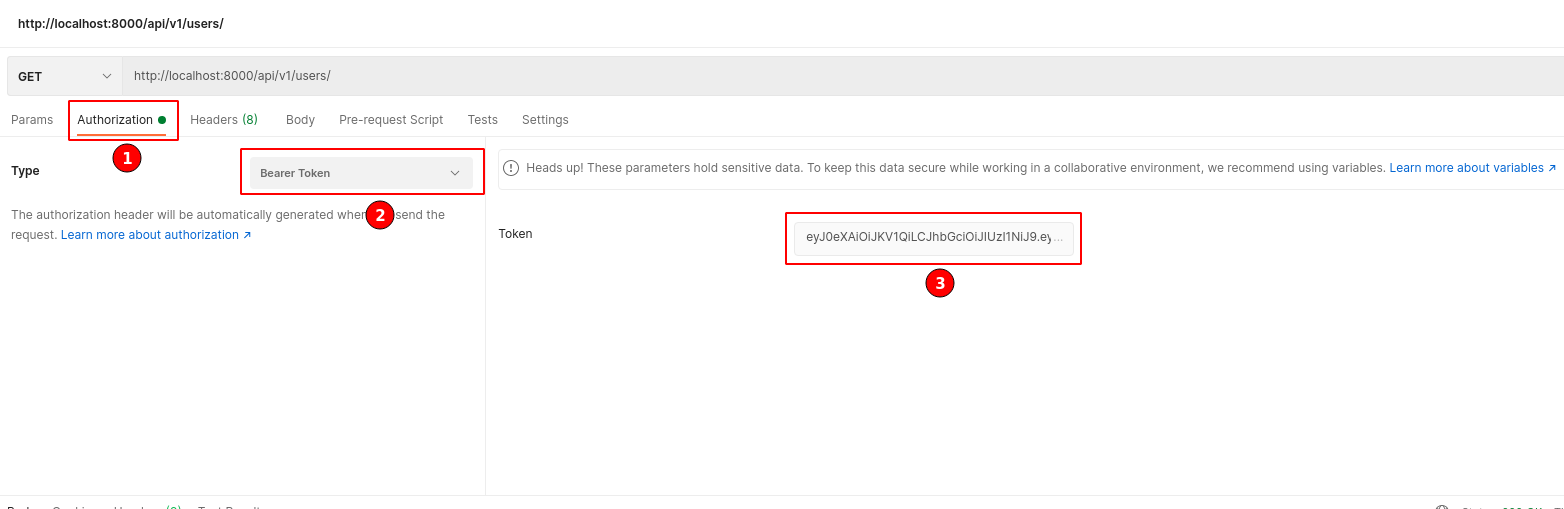 http://localhost:8000/api/v1/users/
GET http://localhost:8000/api/v1/users/
Params Authorization Headers (8) Body Pre-request Script Tests Settings
1
Type Bearer Token
2
The authorization header will be automatically generated when send the
request. Learn more about authorization ↗
Heads up! These parameters hold sensitive data. To keep this data secure while working in a collaborative environment, we recommend using variables. Learn more about variables ↗
Token eyJ0eXAiOiJKV1QiLCJhbGciOiJIUzI1NiJ9.ey...
3